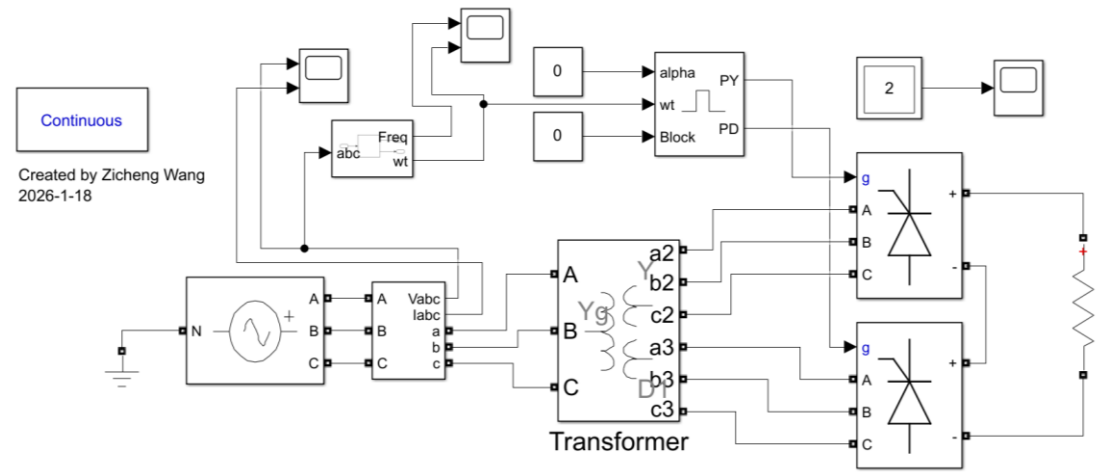 Continuous
Created by Zicheng Wang
2026-1-18
Freq
abc
wt
0
0
alpha
wt
Block
PY
PD
2
g
A
B
C
+
-
g
A
B
C
+
-
+
N
+
A
B
C
A
B
C
Vabc
Iabc
a
b
c
A
B
C
Yg
Y
D1
a2
b2
c2
a3
b3
c3
Transformer